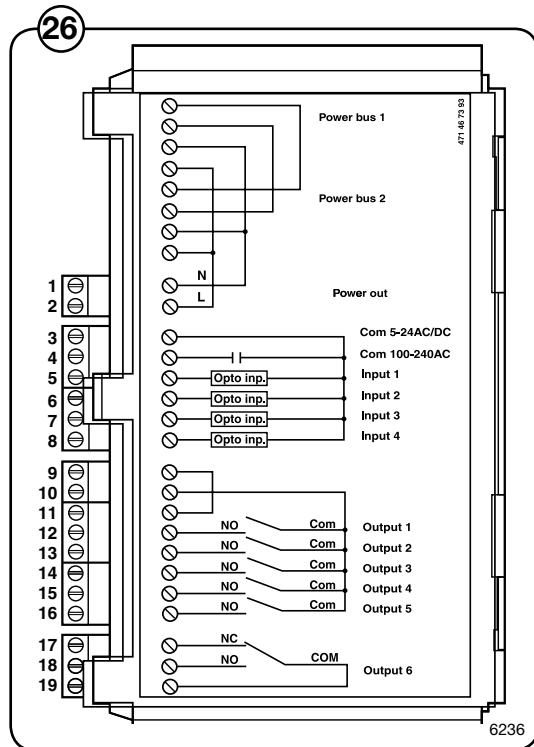 26
471 46 73 93
Power bus 1
Power bus 2
N
1
L
Power out
2
3
Com 5-24AC/DC
4
Com 100-240AC
5
Opto inp.
Input 1
6
Opto inp.
Input 2
7
Opto inp.
Input 3
8
Opto inp.
Input 4
9
10
11
12
NO
Com
Output 1
13
NO
Com
Output 2
14
NO
Com
Output 3
15
NO
Com
Output 4
16
NO
Com
Output 5
17
NC
18
NO
COM
Output 6
19
6236